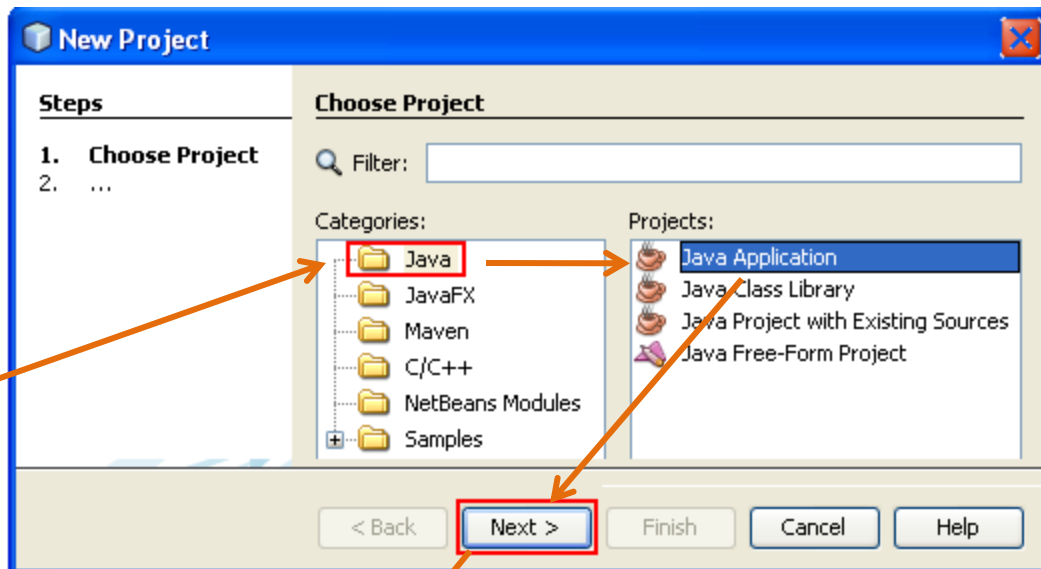 New Project
Steps
1. Choose Project
2. ...
Choose Project
Filter:
Categories:
Java
JavaFX
Maven
C/C++
NetBeans Modules
Samples
Projects:
Java Application
Java Class Library
Java Project with Existing Sources
Java Free-Form Project
< Back
Next >
Finish
Cancel
Help